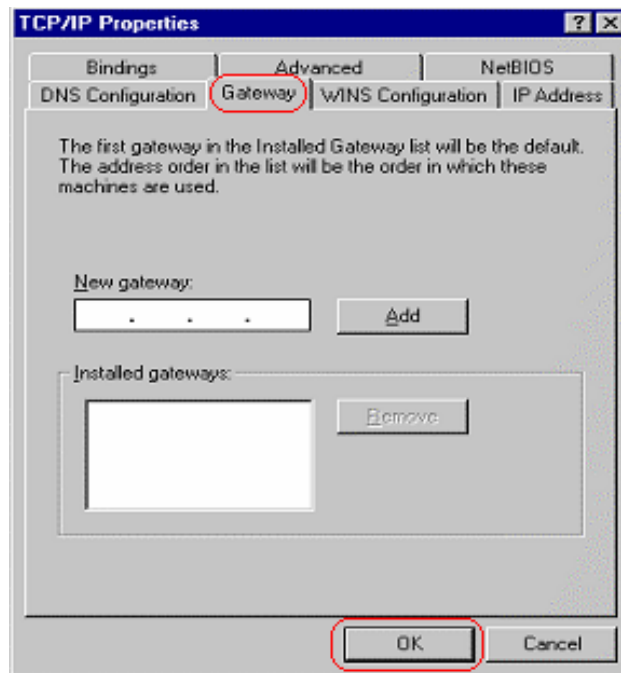 TCP/IP Properties
Bindings Advanced NetBIOS
DNS Configuration Gateway WINS Configuration IP Address
The first gateway in the Installed Gateway list will be the default.
The address order in the list will be the order in which these
machines are used.
New gateway:
. . .
Add
Installed gateways:
Remove
OK Cancel